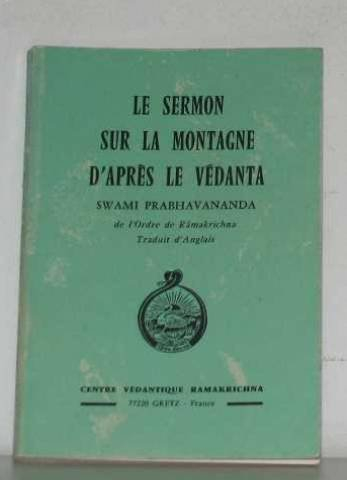 LE SERMON
SUR LA MONTAGNE
D'APRÈS LE VÊDANTA
SWAMI PRABHAVANANDA
de l'Ordre de Râmakrichna
Traduit d'Anglais
CENTRE VÉDANTIQUE RAMAKRICHNA
77220 GRETZ - France